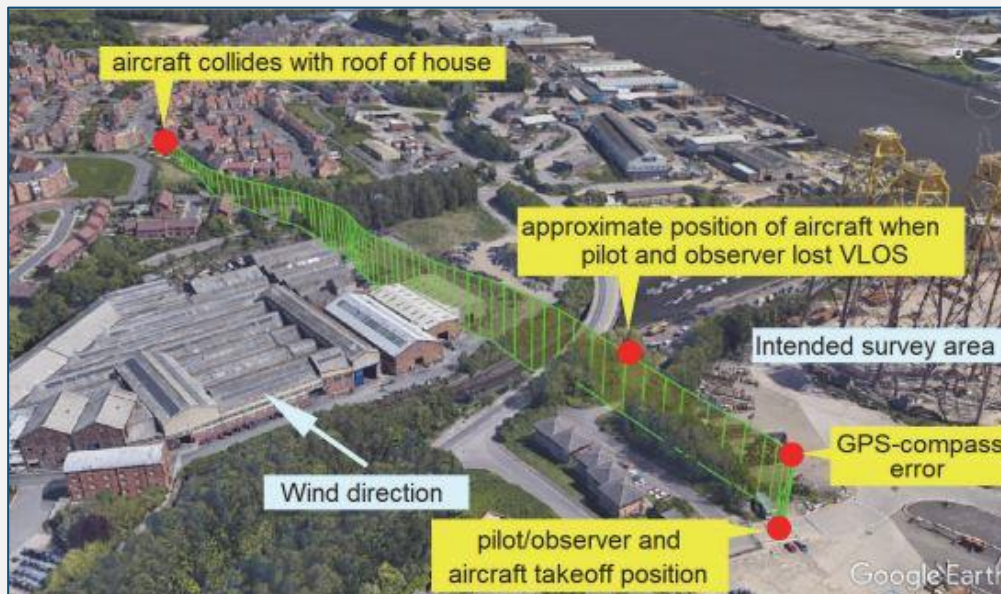 aircraft collides with roof of house
approximate position of aircraft when
pilot and observer lost VLOS
Intended survey area
GPS-compass
error
Wind direction
pilot/observer and
aircraft takeoff position
Google Earth